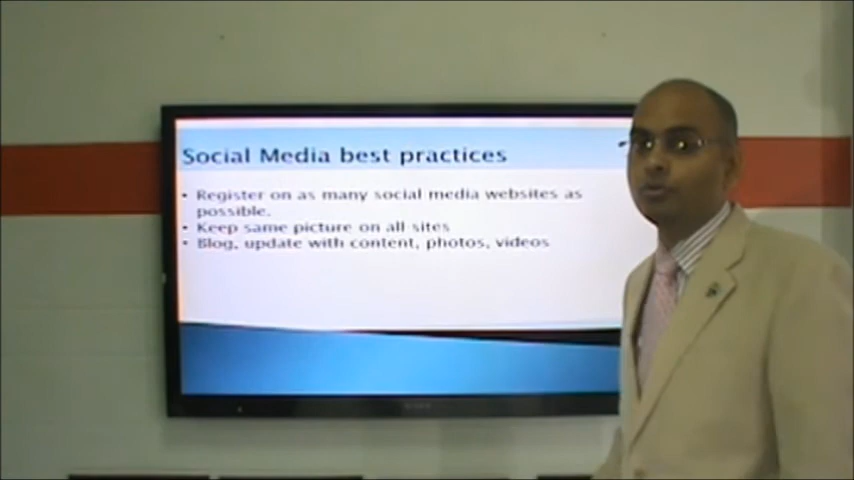 Social Media best practices
• Register on as many social media websites as
possible.
• Keep same picture on all sites
• Blog, update with content, photos, videos